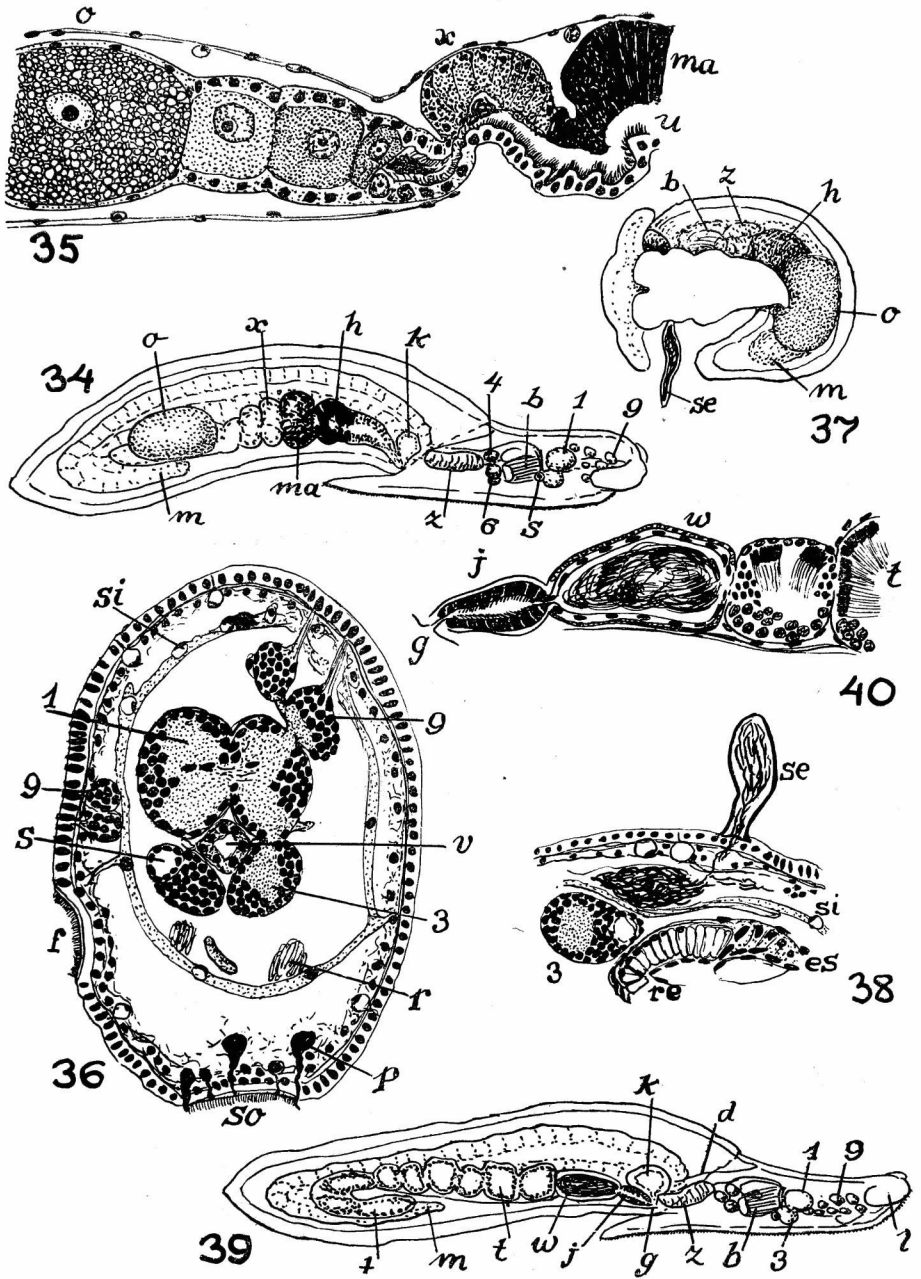 o x ma
u
35
b z h
o
m
se
37
34
o x h k 4 b 1 9
m ma z 6 s
j w t
g
40
si
1
9
9
s
v
3
f
r
p
so
36
se
si
3 re es
38
k d 1 9
t m t w j g z b 3 l
39